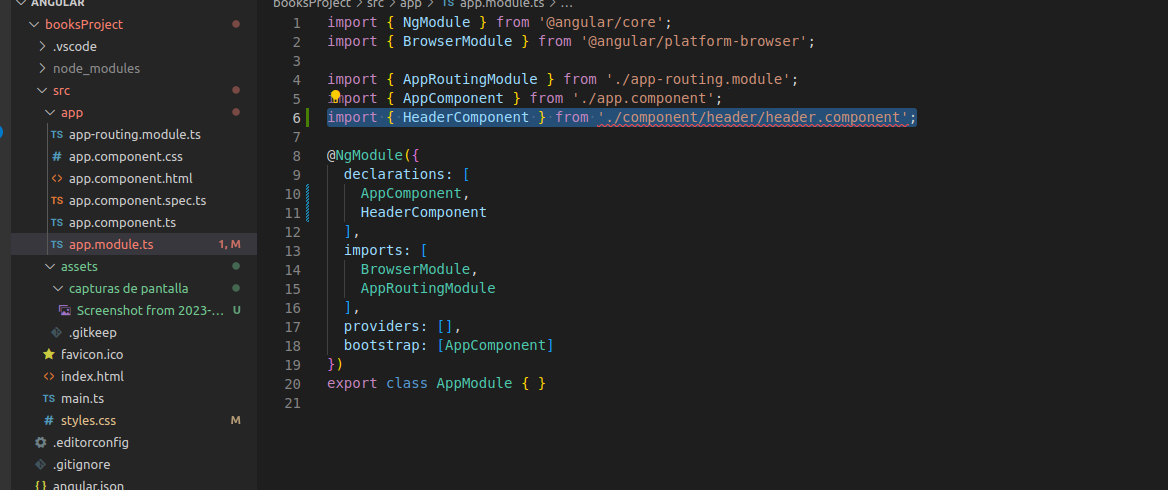 ANGULAR
booksProject
.vscode
node_modules
src
app
TS app-routing.module.ts
# app.component.css
<> app.component.html
TS app.component.spec.ts
TS app.component.ts
TS app.module.ts 1, M
assets
capturas de pantalla
Screenshot from 2023-... U
.gitkeep
favicon.ico
<> index.html
TS main.ts
# styles.css M
.editorconfig
.gitignore
{} angular.json
booksProject > src > app > TS app.module.ts > ...
1 import { NgModule } from '@angular/core';
2 import { BrowserModule } from '@angular/platform-browser';
3
4 import { AppRoutingModule } from './app-routing.module';
5 import { AppComponent } from './app.component';
6 import { HeaderComponent } from './component/header/header.component';
7
8 @NgModule({
9 declarations: [
10 AppComponent,
11 HeaderComponent
12 ],
13 imports: [
14 BrowserModule,
15 AppRoutingModule
16 ],
17 providers: [],
18 bootstrap: [AppComponent]
19 })
20 export class AppModule { }
21